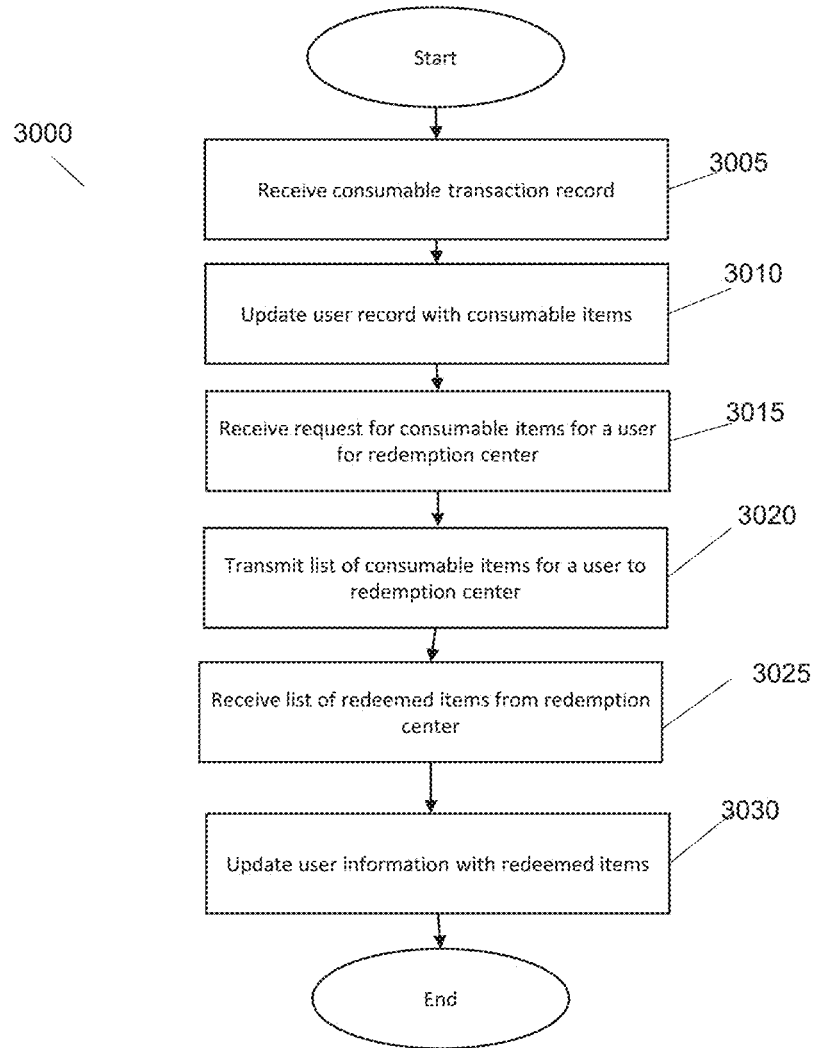 Start
3000
3005
Receive consumable transaction record
3010
Update user record with consumable items
3015
Receive request for consumable items for a user
for redemption center
3020
Transmit list of consumable items for a user to
redemption center
3025
Receive list of redeemed items from redemption
center
3030
Update user information with redeemed items
End